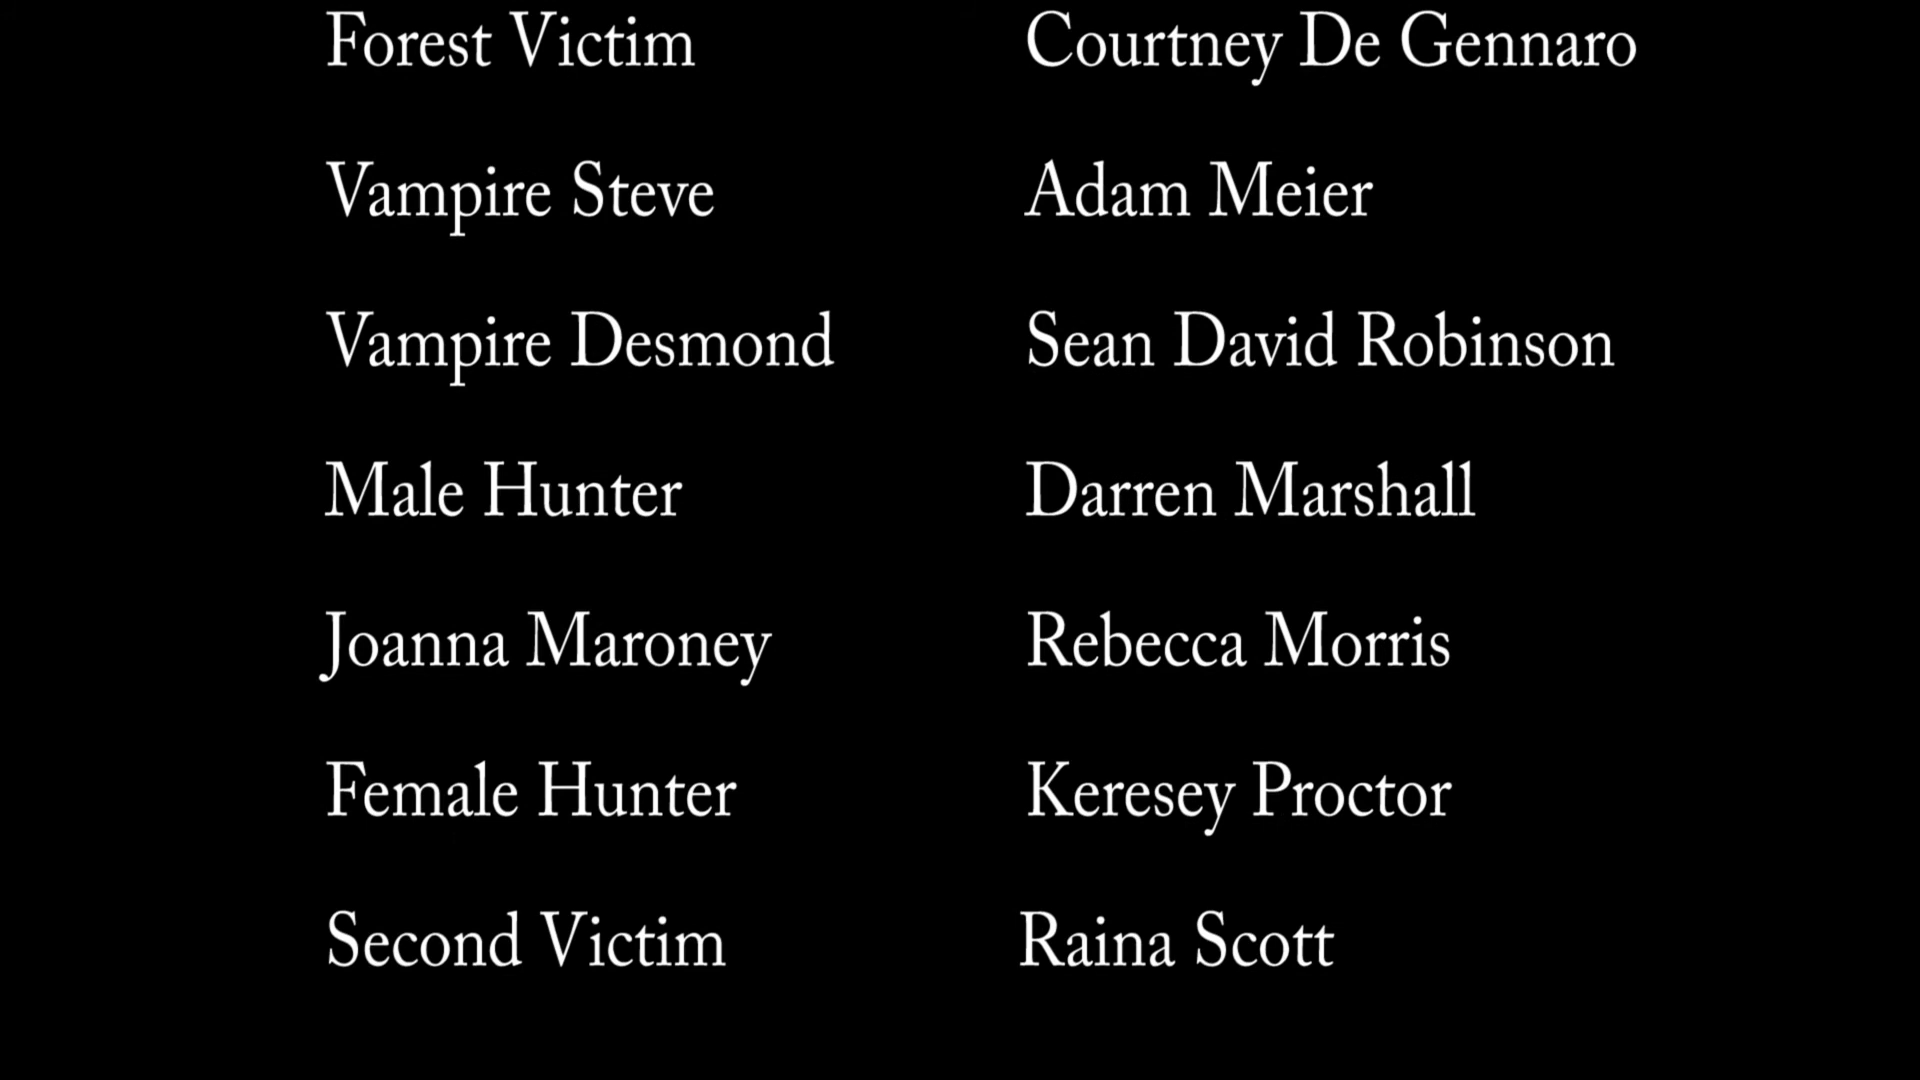 Forest Victim Courtney De Gennaro
Vampire Steve Adam Meier
Vampire Desmond Sean David Robinson
Male Hunter Darren Marshall
Joanna Maroney Rebecca Morris
Female Hunter Keresey Proctor
Second Victim Raina Scott